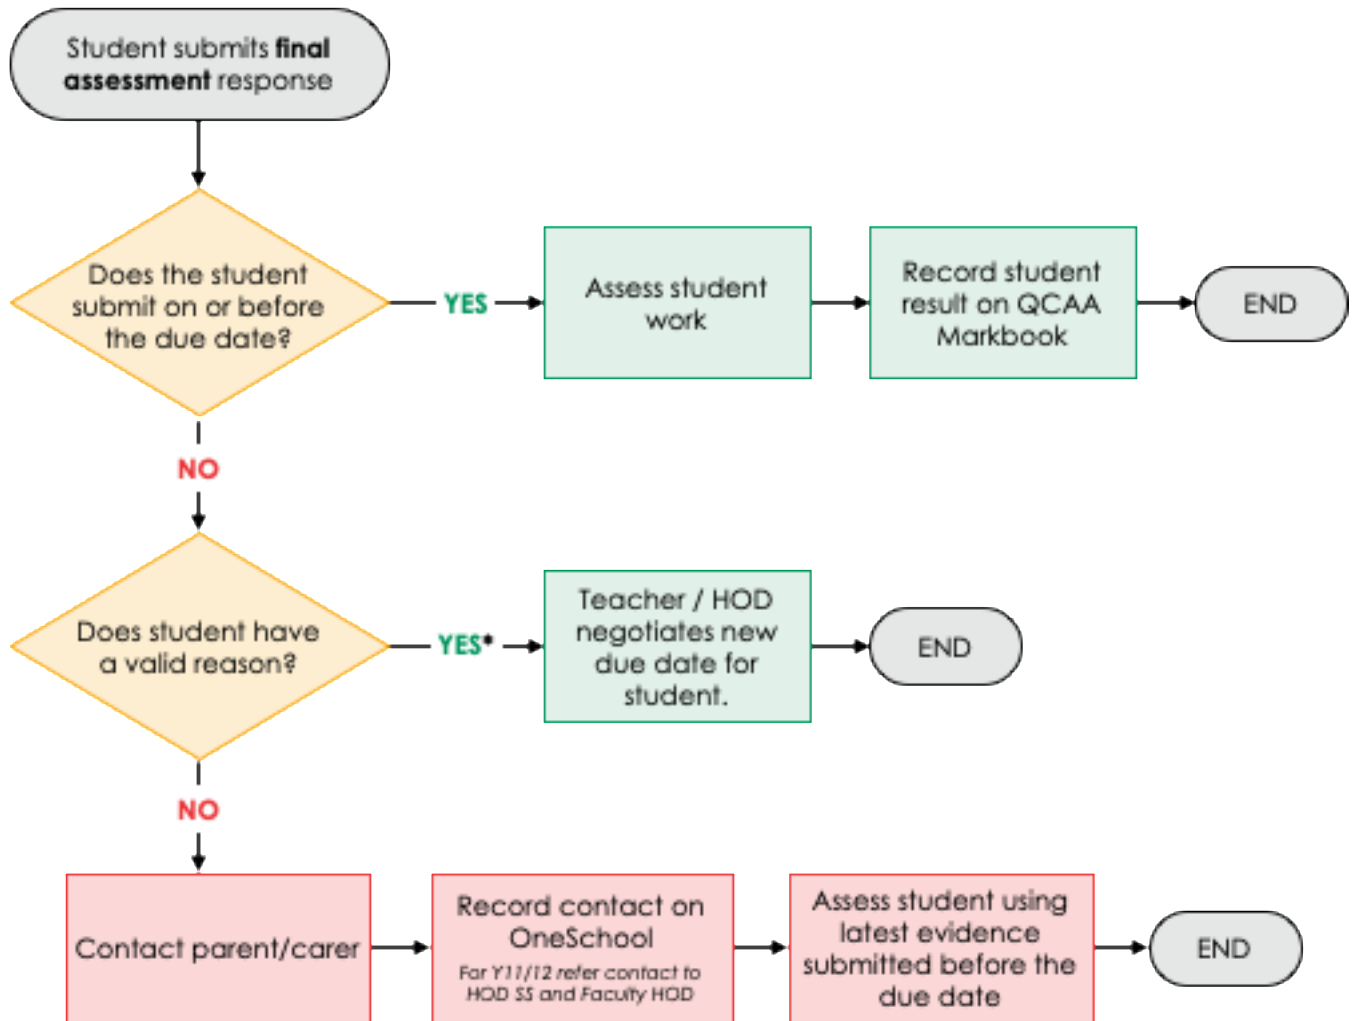 Student submits final
assessment response
Does the student
submit on or before
the due date?
YES
Assess student
work
Record student
result on QCAA
Markbook
END
NO
Does student have
a valid reason?
YES*
Teacher / HOD
negotiates new
due date for
student.
END
NO
Contact parent/carer
Record contact on
OneSchool
For Y11/12 refer contact to
HOD SS and Faculty HOD
Assess student using
latest evidence
submitted before the
due date
END